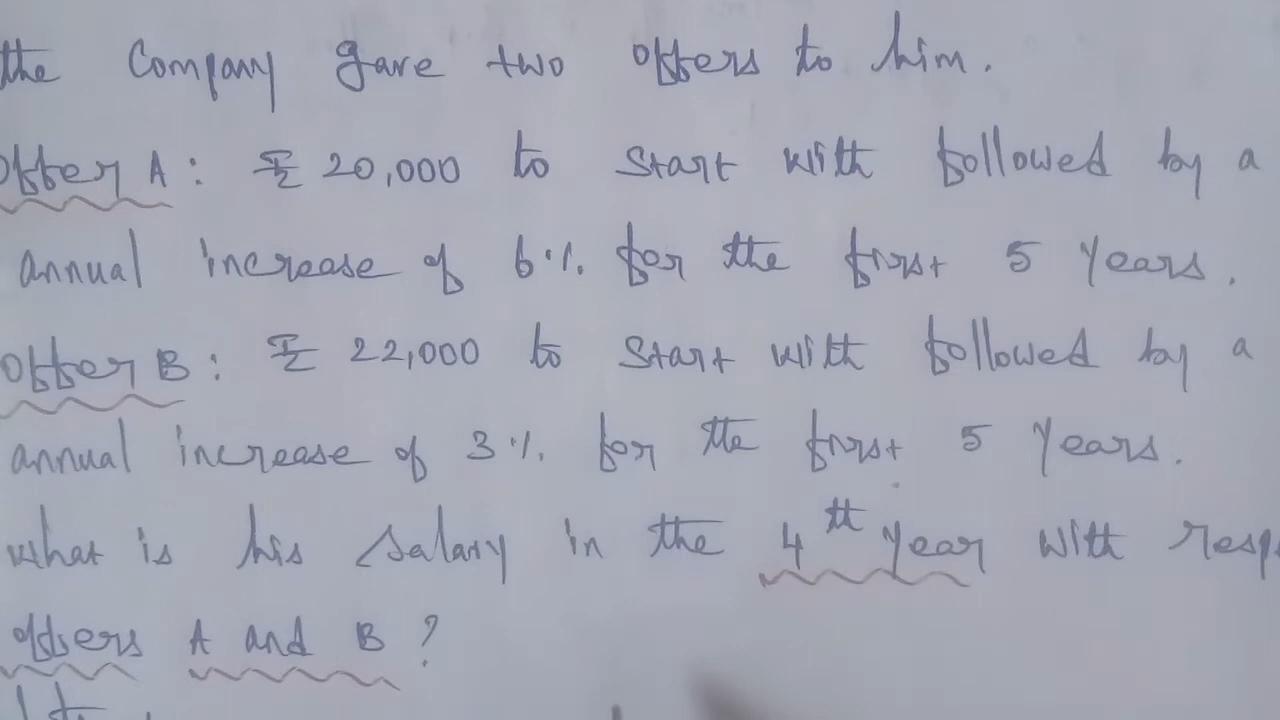 the Company gave two offers to him.
Offer A: ₹ 20,000 to start with followed by a
annual increase of 6%. for the first 5 years.
Offer B: ₹ 22,000 to start with followed by a
annual increase of 3%. for the first 5 years.
what is his salary in the 4th year with resp
offers A and B?